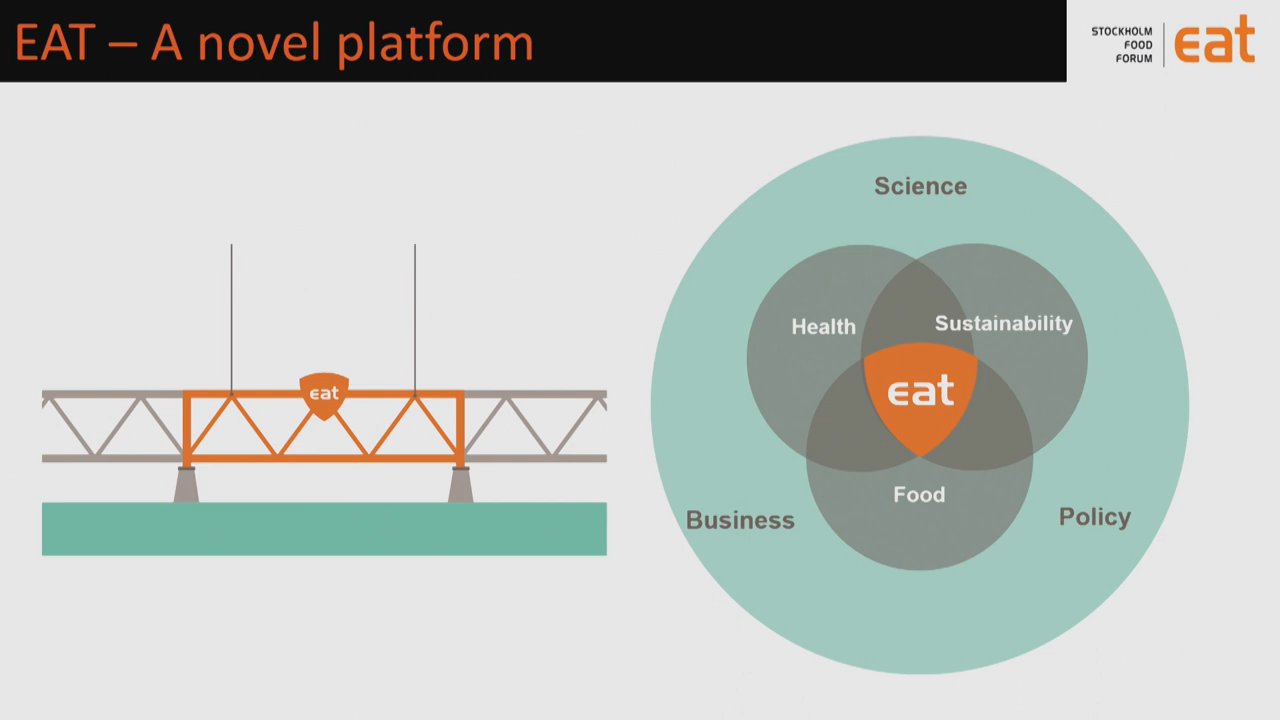 EAT – A novel platform
STOCKHOLM
FOOD
FORUM
eat
eat
Science
Health
Sustainability
eat
Food
Business
Policy